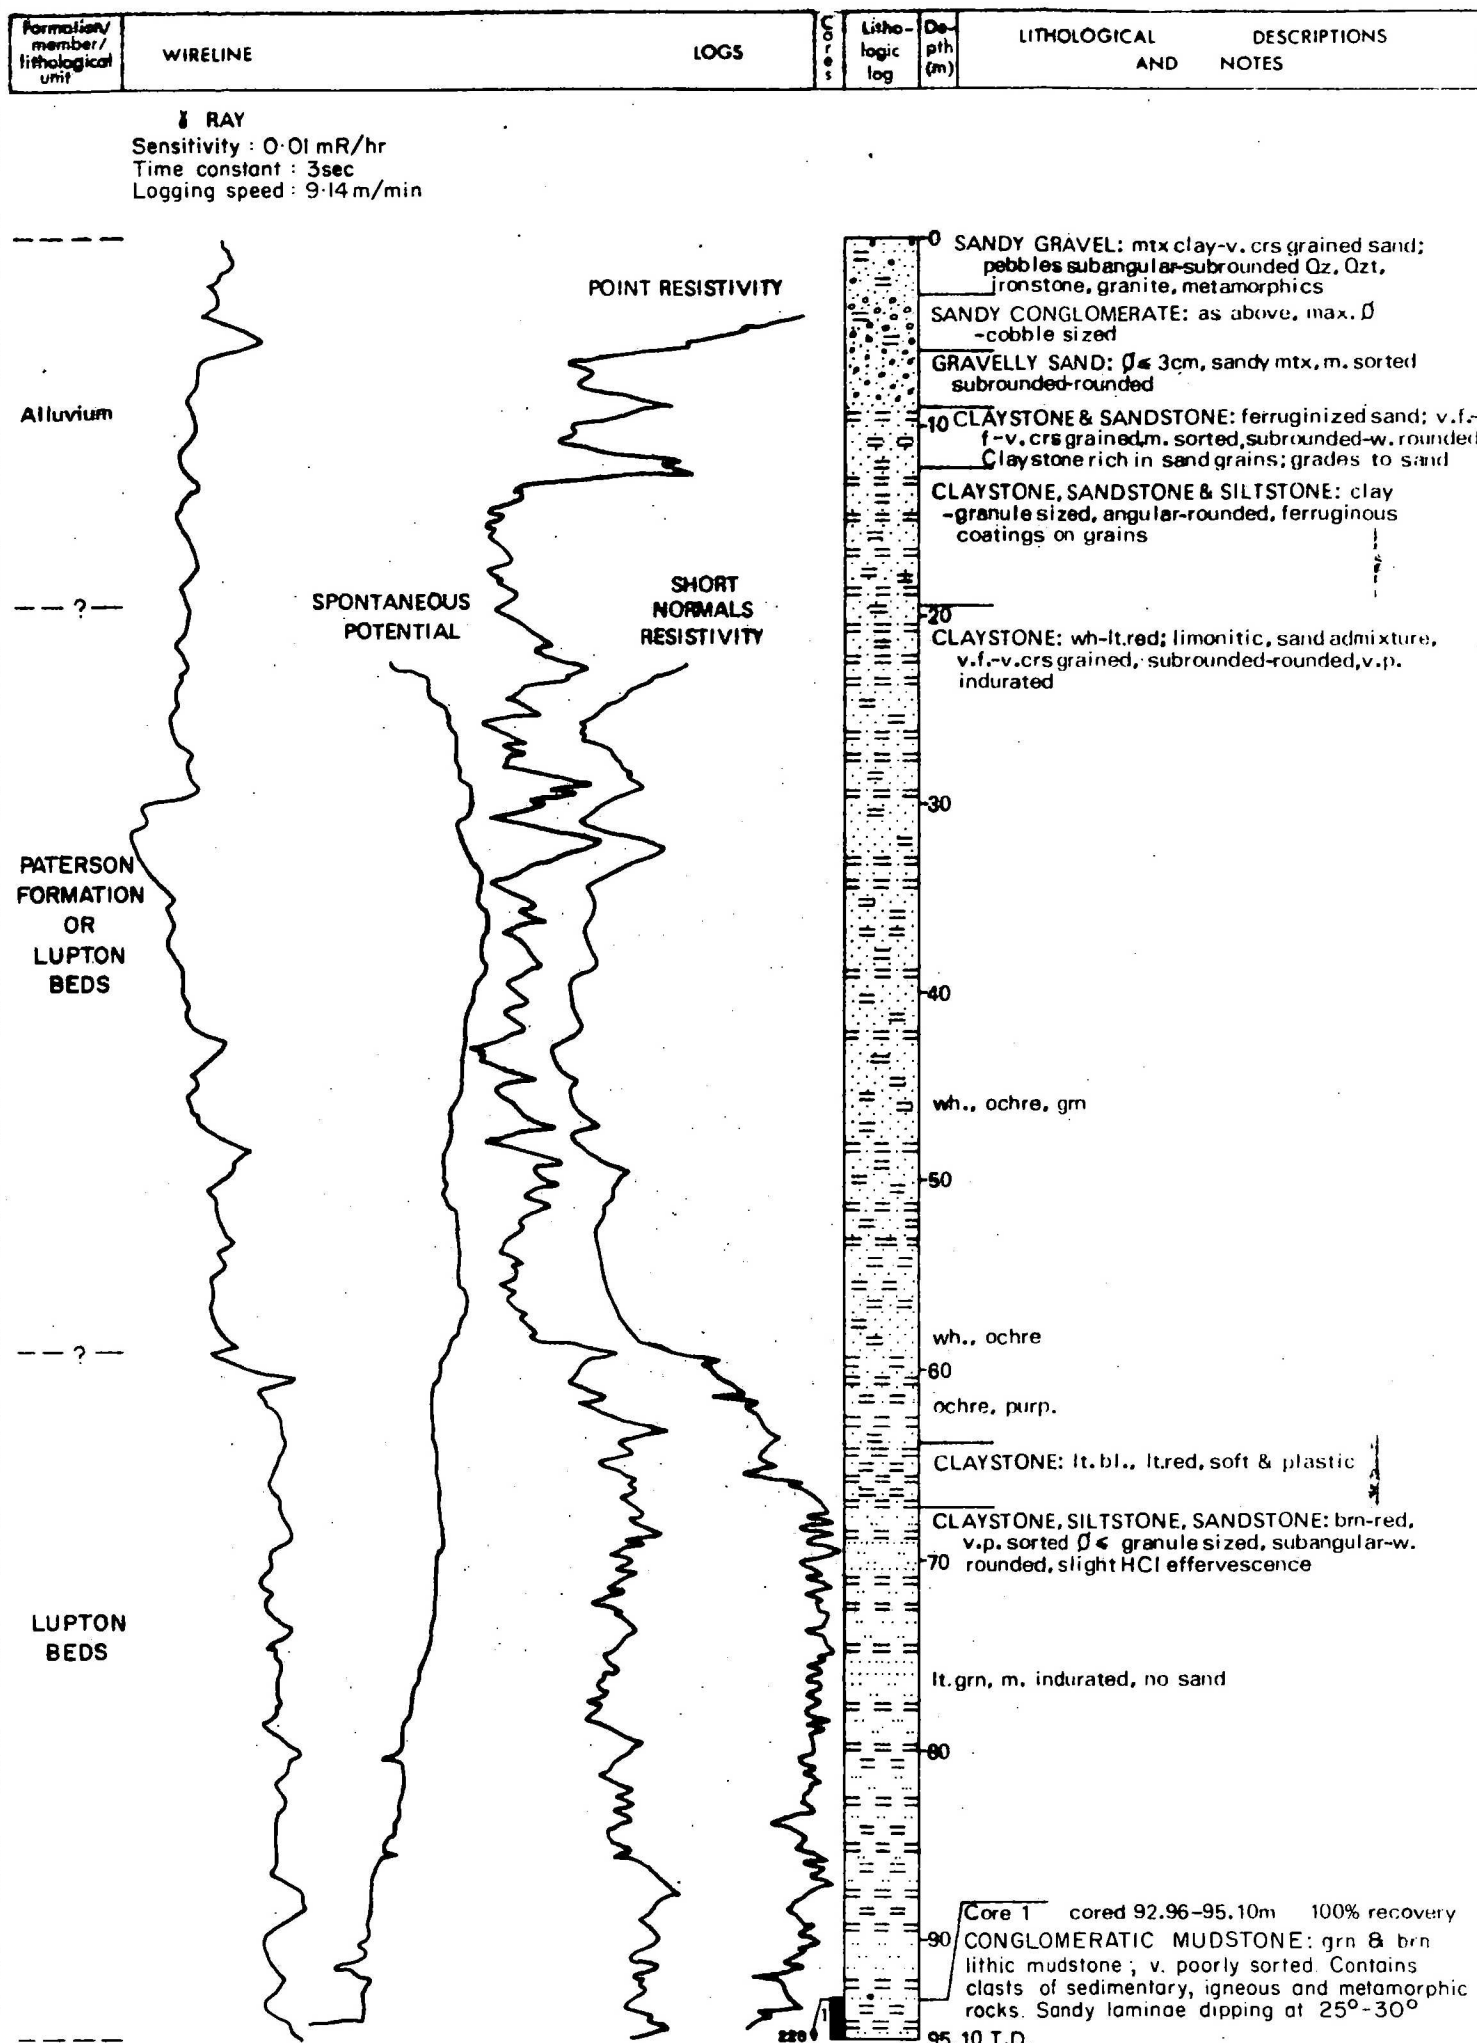 Formation/
member/
lithological
unit
WIRELINE LOGS
Cores
Litho-
logic
log
De-
pth
(m)
LITHOLOGICAL DESCRIPTIONS
AND NOTES
γ RAY
Sensitivity : 0·01 mR/hr
Time constant : 3sec
Logging speed : 9·14m/min
0
SANDY GRAVEL: mtx clay-v. crs grained sand;
pebbles subangular-subrounded Qz, Qzt,
ironstone, granite, metamorphics
POINT RESISTIVITY
SANDY CONGLOMERATE: as above, max. Ø
-cobble sized
GRAVELLY SAND: Ø≤ 3cm, sandy mtx, m. sorted
subrounded-rounded
Alluvium
10
CLAYSTONE & SANDSTONE: ferruginized sand; v.f.-
f-v. crs grained, m. sorted, subrounded-w. rounded
Claystone rich in sand grains; grades to sand
CLAYSTONE, SANDSTONE & SILTSTONE: clay
-granule sized, angular-rounded, ferruginous
coatings on grains
?
SPONTANEOUS
POTENTIAL
SHORT
NORMALS
RESISTIVITY
20
CLAYSTONE: wh-lt.red; limonitic, sand admixture,
v.f.-v.crs grained, subrounded-rounded, v.p.
indurated
30
PATERSON
FORMATION
OR
LUPTON
BEDS
40
wh., ochre, grn
50
wh., ochre
?
60
ochre, purp.
CLAYSTONE: lt. bl., lt.red, soft & plastic
CLAYSTONE, SILTSTONE, SANDSTONE: brn-red,
v.p. sorted Ø ≤ granule sized, subangular-w.
70
rounded, slight HCl effervescence
LUPTON
BEDS
lt.grn, m. indurated, no sand
80
Core 1 cored 92.96-95.10m 100% recovery
90
CONGLOMERATIC MUDSTONE: grn & brn
lithic mudstone ; v. poorly sorted. Contains
clasts of sedimentary, igneous and metamorphic
rocks. Sandy laminae dipping at 25°-30°
1
220
95.10 T.D.